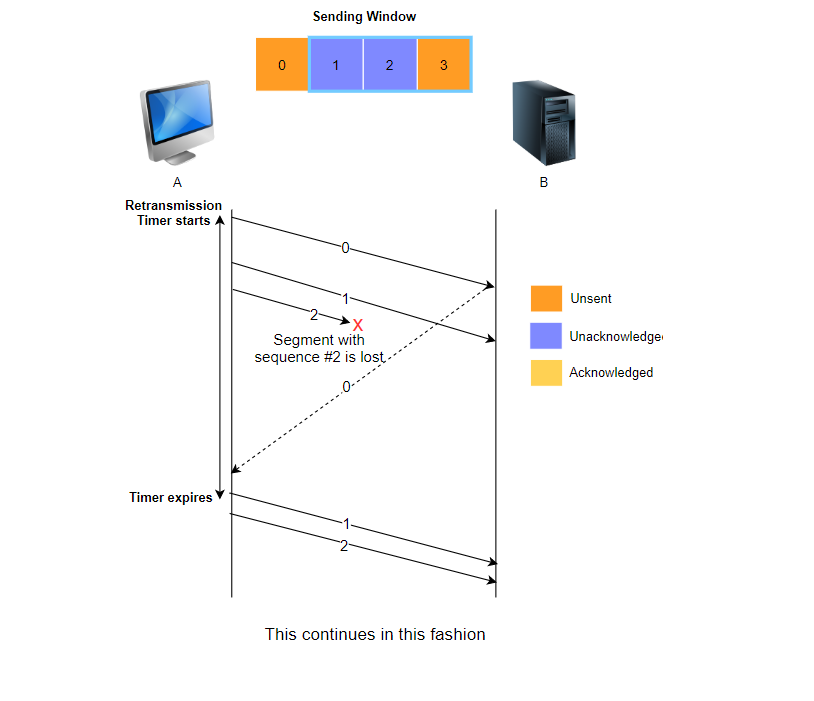 Sending Window
0 1 2 3
A
B
Retransmission
Timer starts
0
1
2
X
Segment with
sequence #2 is lost
0
Unsent
Unacknowledge
Acknowledged
Timer expires
1
2
This continues in this fashion